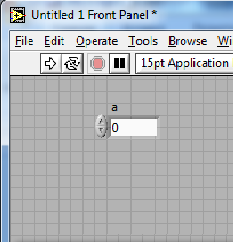 Untitled 1 Front Panel *
File Edit Operate Tools Browse
15pt Application
a
0